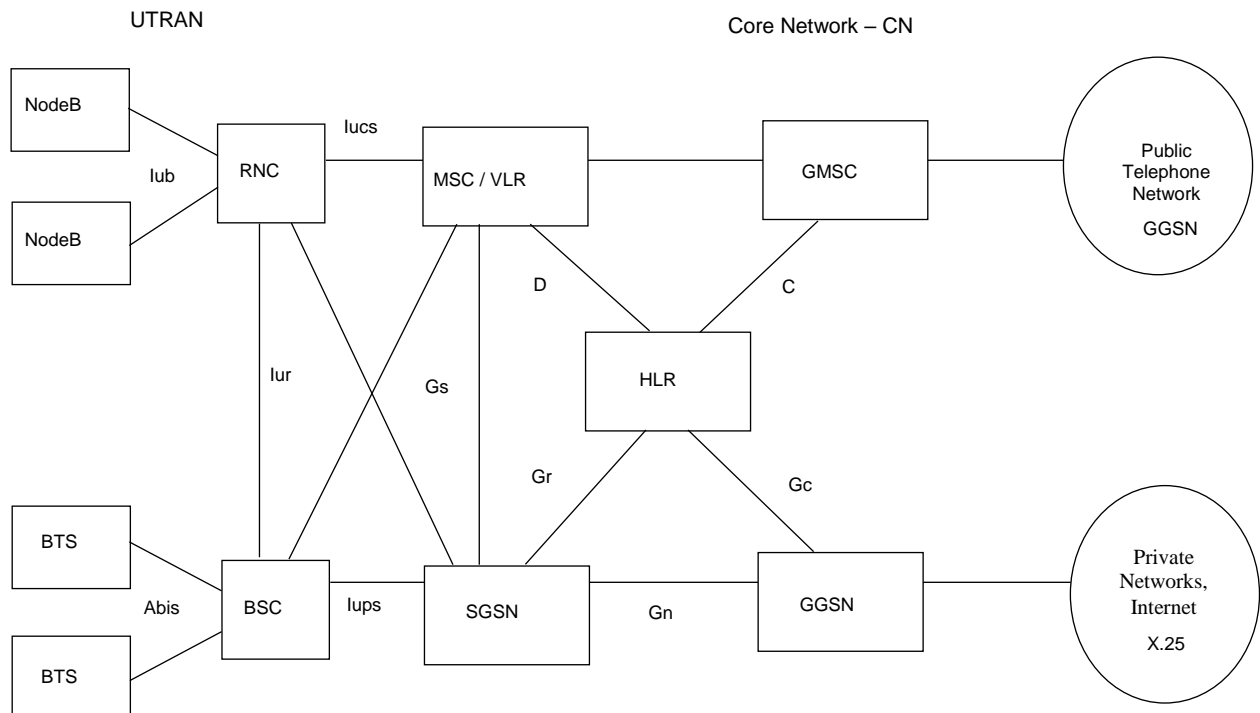 UTRAN
Core Network – CN
NodeB
Iub
NodeB
RNC
Iucs
MSC / VLR
GMSC
Public
Telephone
Network
GGSN
D
C
Iur
Gs
HLR
Gr
Gc
BTS
Abis
BTS
BSC
Iups
SGSN
Gn
GGSN
Private
Networks,
Internet
X.25